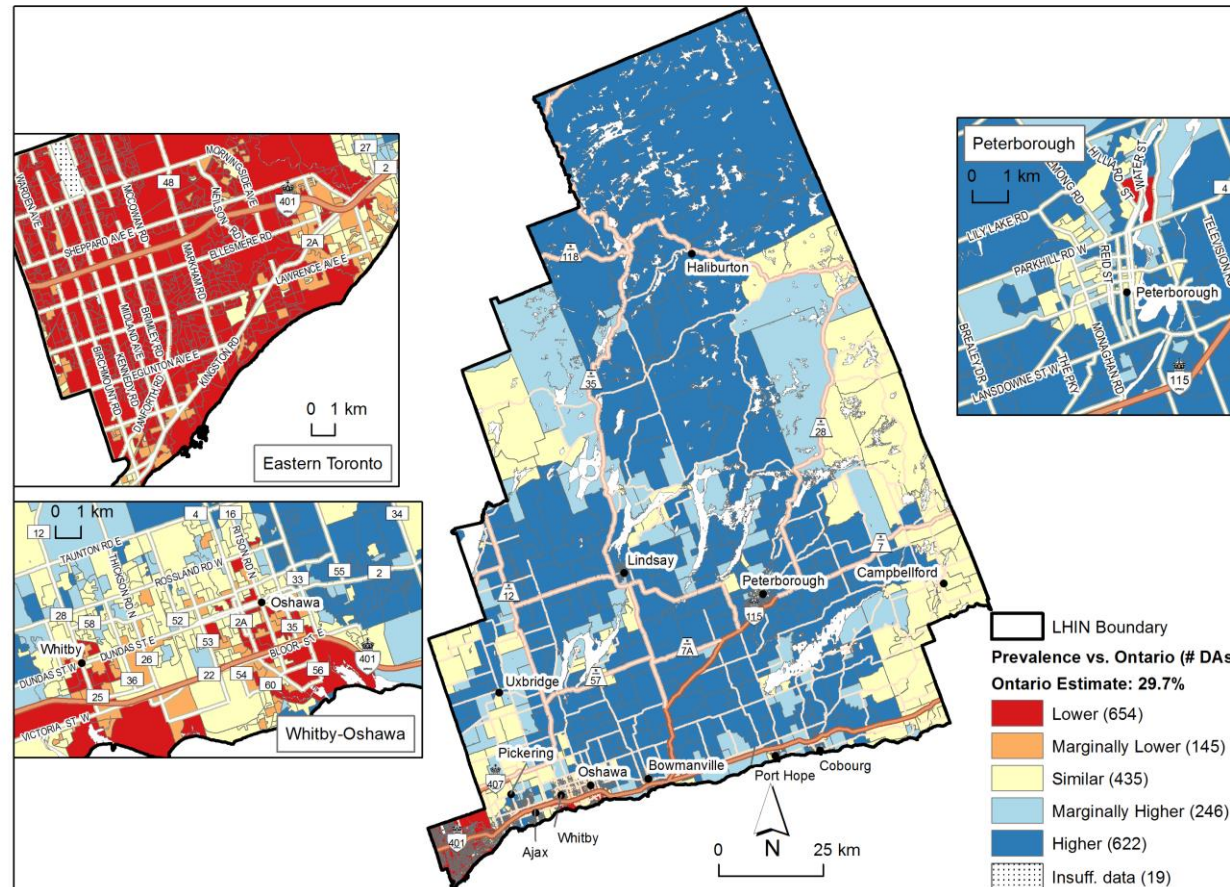 WARDEN AVE
SHEPPARD AVE E
MCCOWAN RD
48
MORNINGSIDE AVE
NEILSON RD
401
27
2
2A
ELLESMERE RD
LAWRENCE AVE E
MARKHAM RD
BRIMLEY RD
MIDLAND AVE
KENNEDY RD
BIRCHMOUNT RD
EGLINTON AVE E
DANFORTH RD
KINGSTON RD
0 1 km
Eastern Toronto
0 1 km
12
4
16
34
TAUNTON RD E
THICKSON RD N
ROSSLAND RD W
RITSON RD N
33
55
2
28
58
52
Oshawa
2A
53
35
BLOOR ST E
Whitby
DUNDAS ST E
DUNDAS ST W
26
36
25
22
54
60
56
401
VICTORIA ST W
Whitby-Oshawa
2
118
Haliburton
35
28
Lindsay
Peterborough
7
Campbellford
12
115
7A
57
Uxbridge
Pickering
407
Oshawa
Bowmanville
Port Hope
Cobourg
Ajax
Whitby
401
N
0 25 km
Peterborough
0 1 km
HILLIARD ST
WATER ST
LILY LAKE RD
PARKHILL RD W
REID ST
4
Peterborough
BREALEY DR
LANSDOWNE ST W
THE PKY
MONAGHAN RD
115
LHIN Boundary
Prevalence vs. Ontario (# DAs
Ontario Estimate: 29.7%
Lower (654)
Marginally Lower (145)
Similar (435)
Marginally Higher (246)
Higher (622)
Insuff. data (19)